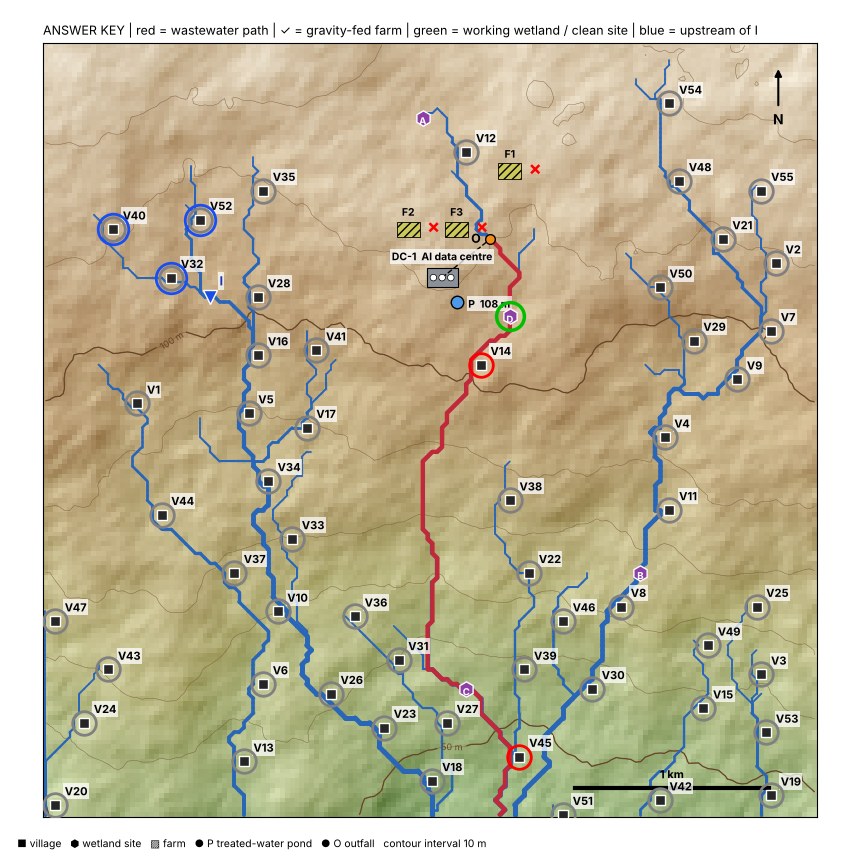 ANSWER KEY | red = wastewater path | ✓ = gravity-fed farm | green = working wetland / clean site | blue = upstream of I
V54
N
A
V12
F1
V48
V35
V55
V40
V52
F2
F3
V21
O
V32
DC-1 AI data centre
V2
I
V50
V28
P 108 m
D
V7
V29
100 m
V16
V41
V14
V9
V1
V5
V17
V4
V34
V38
V11
V44
V33
V37
V22
B
V10
V36
V46
V8
V25
V47
V43
V31
V49
V6
V39
V30
V3
C
V26
V15
V24
V23
V27
V53
V13
50 m
V45
V18
1 km
V42
V19
V20
V51
village
wetland site
farm
P treated-water pond
O outfall
contour interval 10 m